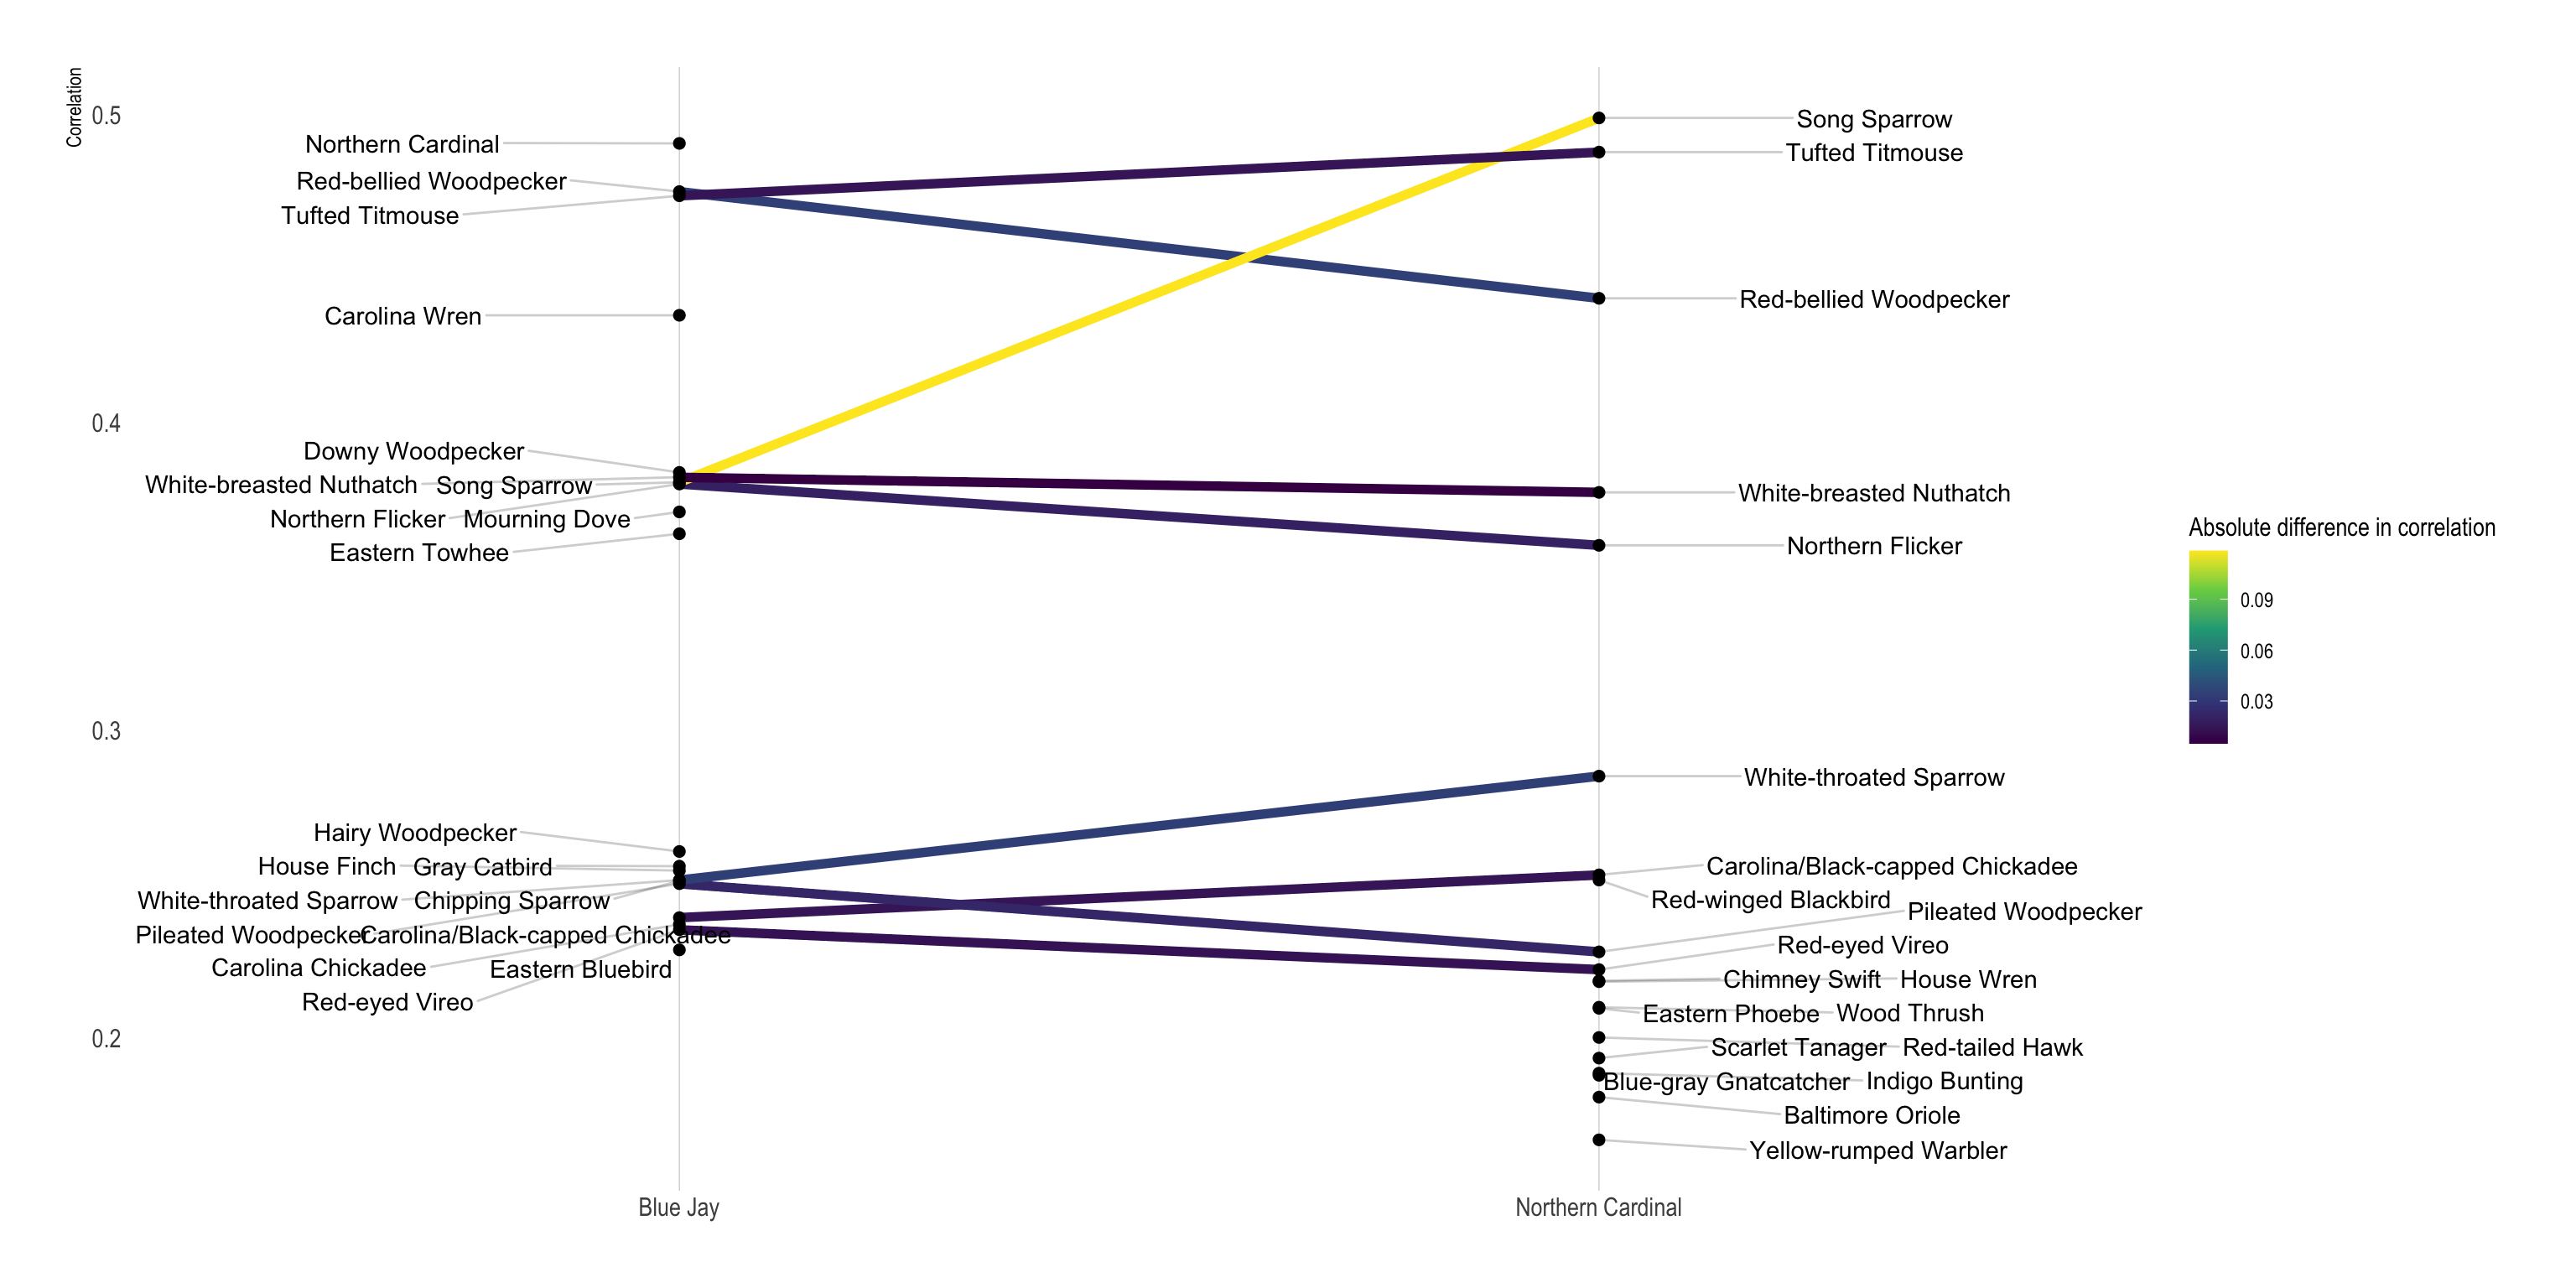 Correlation
0.5
0.4
0.3
0.2
Northern Cardinal
Red-bellied Woodpecker
Tufted Titmouse
Carolina Wren
Downy Woodpecker
White-breasted Nuthatch
Song Sparrow
Northern Flicker
Mourning Dove
Eastern Towhee
Hairy Woodpecker
House Finch
Gray Catbird
White-throated Sparrow
Chipping Sparrow
Pileated Woodpecker
Carolina/Black-capped Chickadee
Carolina Chickadee
Eastern Bluebird
Red-eyed Vireo
Song Sparrow
Tufted Titmouse
Red-bellied Woodpecker
White-breasted Nuthatch
Northern Flicker
White-throated Sparrow
Carolina/Black-capped Chickadee
Red-winged Blackbird
Pileated Woodpecker
Red-eyed Vireo
Chimney Swift
House Wren
Eastern Phoebe
Wood Thrush
Scarlet Tanager
Red-tailed Hawk
Blue-gray Gnatcatcher
Indigo Bunting
Baltimore Oriole
Yellow-rumped Warbler
Blue Jay
Northern Cardinal
Absolute difference in correlation
0.09
0.06
0.03